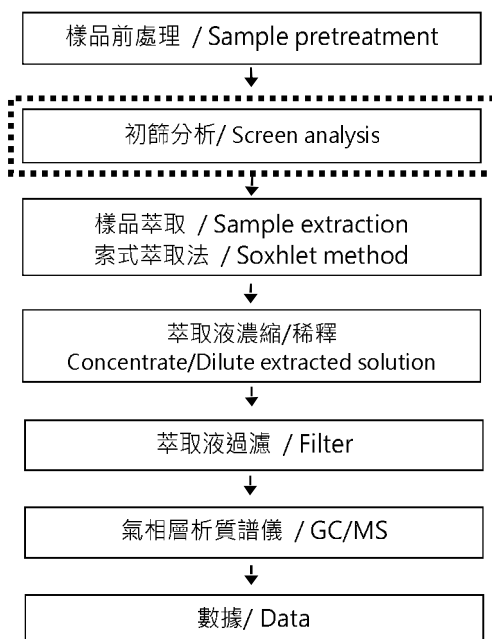 樣品前處理 / Sample pretreatment
初篩分析/ Screen analysis
樣品萃取 / Sample extraction
索式萃取法 / Soxhlet method
萃取液濃縮/稀釋
Concentrate/Dilute extracted solution
萃取液過濾 / Filter
氣相層析質譜儀 / GC/MS
數據/ Data